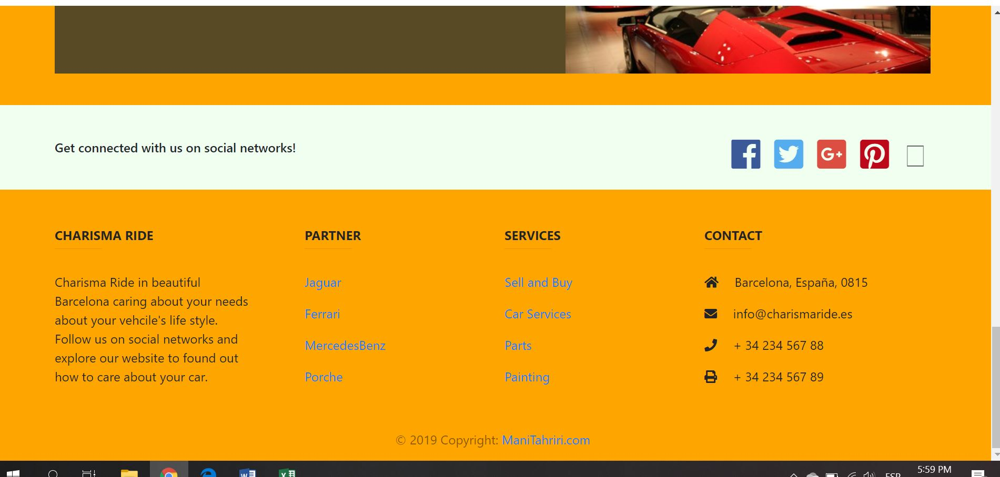 Get connected with us on social networks!
CHARISMA RIDE
Charisma Ride in beautiful
Barcelona caring about your needs
about your vehcile's life style.
Follow us on social networks and
explore our website to found out
how to care about your car.
PARTNER
Jaguar
Ferrari
MercedesBenz
Porche
SERVICES
Sell and Buy
Car Services
Parts
Painting
CONTACT
Barcelona, España, 0815
info@charismaride.es
+ 34 234 567 88
+ 34 234 567 89
© 2019 Copyright: ManiTahriri.com
ESP
5:59 PM